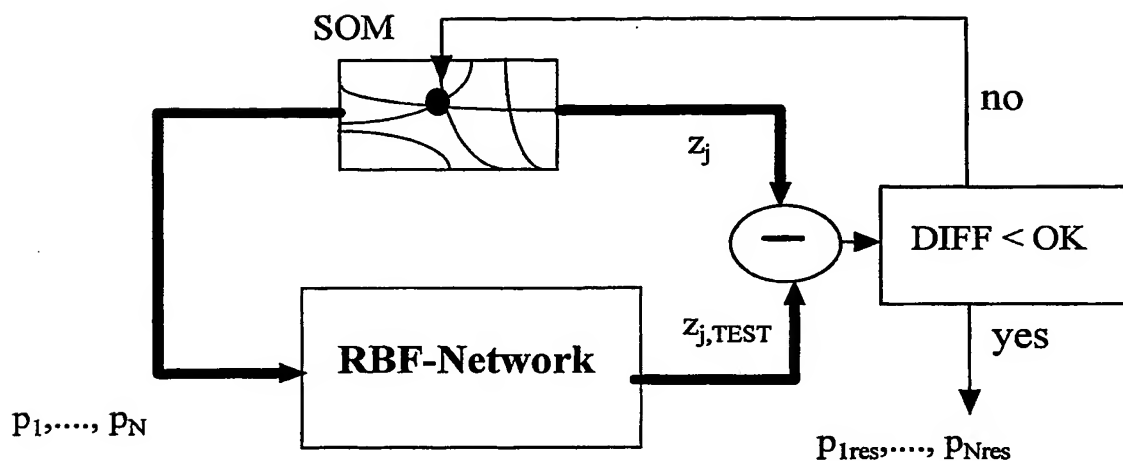 SOM
no
z_j
—
DIFF < OK
z_j,TEST
RBF-Network
yes
p_1,...., p_N
p_1res,...., p_Nres